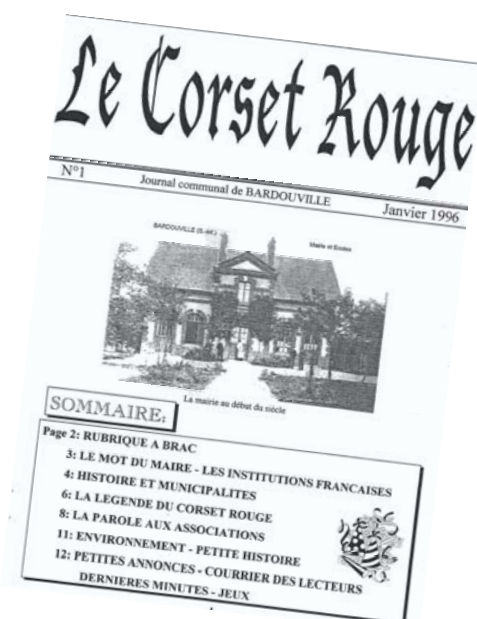 Le Corset Rouge
N°1 Journal communal de BARDOUVILLE Janvier 1996
BARDOUVILLE (S.-Inf.) Mairie et Ecoles
La mairie au début du siècle
SOMMAIRE:
Page 2: RUBRIQUE A BRAC
3: LE MOT DU MAIRE - LES INSTITUTIONS FRANCAISES
4: HISTOIRE ET MUNICIPALITES
6: LA LEGENDE DU CORSET ROUGE
8: LA PAROLE AUX ASSOCIATIONS
11: ENVIRONNEMENT - PETITE HISTOIRE
12: PETITES ANNONCES - COURRIER DES LECTEURS
DERNIERES MINUTES - JEUX